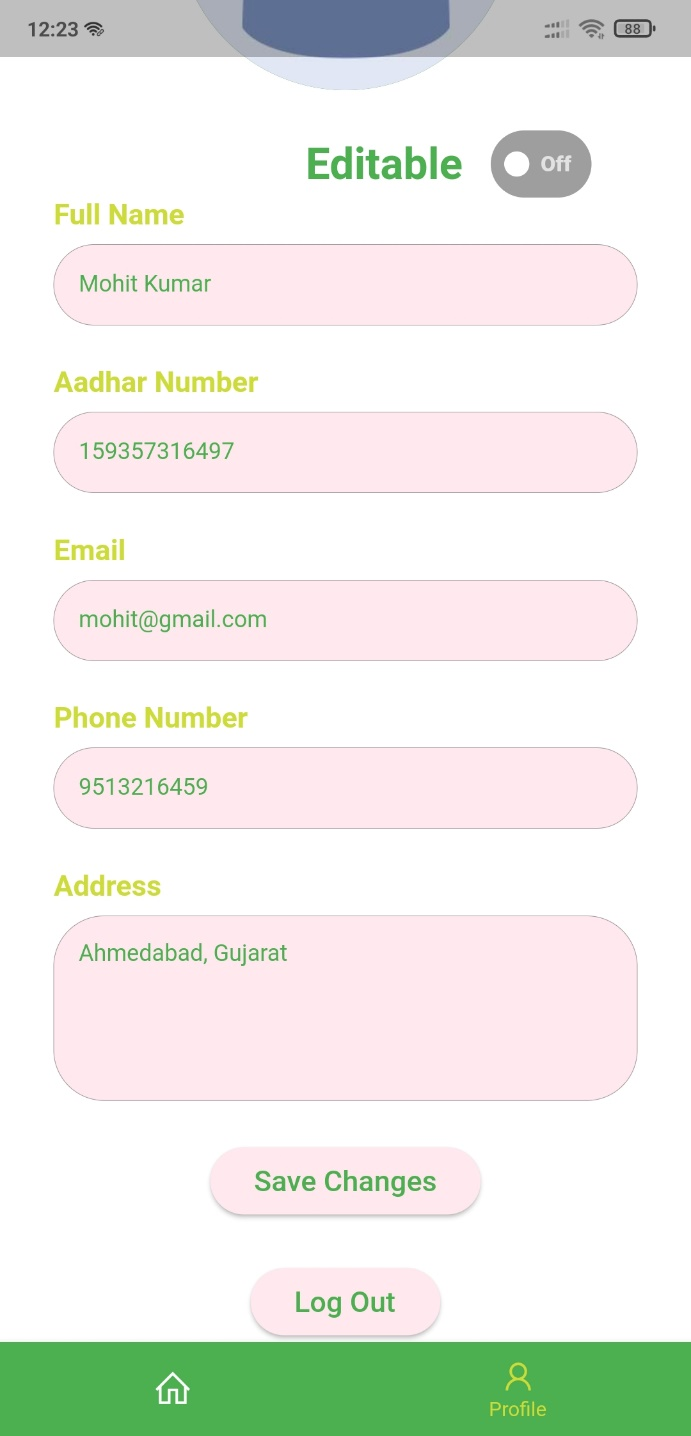 12:23
88
Editable
Off
Full Name
Mohit Kumar
Aadhar Number
159357316497
Email
mohit@gmail.com
Phone Number
9513216459
Address
Ahmedabad, Gujarat
Save Changes
Log Out
Profile